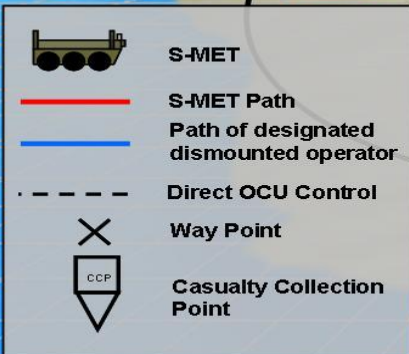 S-MET
S-MET Path
Path of designated
dismounted operator
Direct OCU Control
Way Point
CCP
Casualty Collection
Point